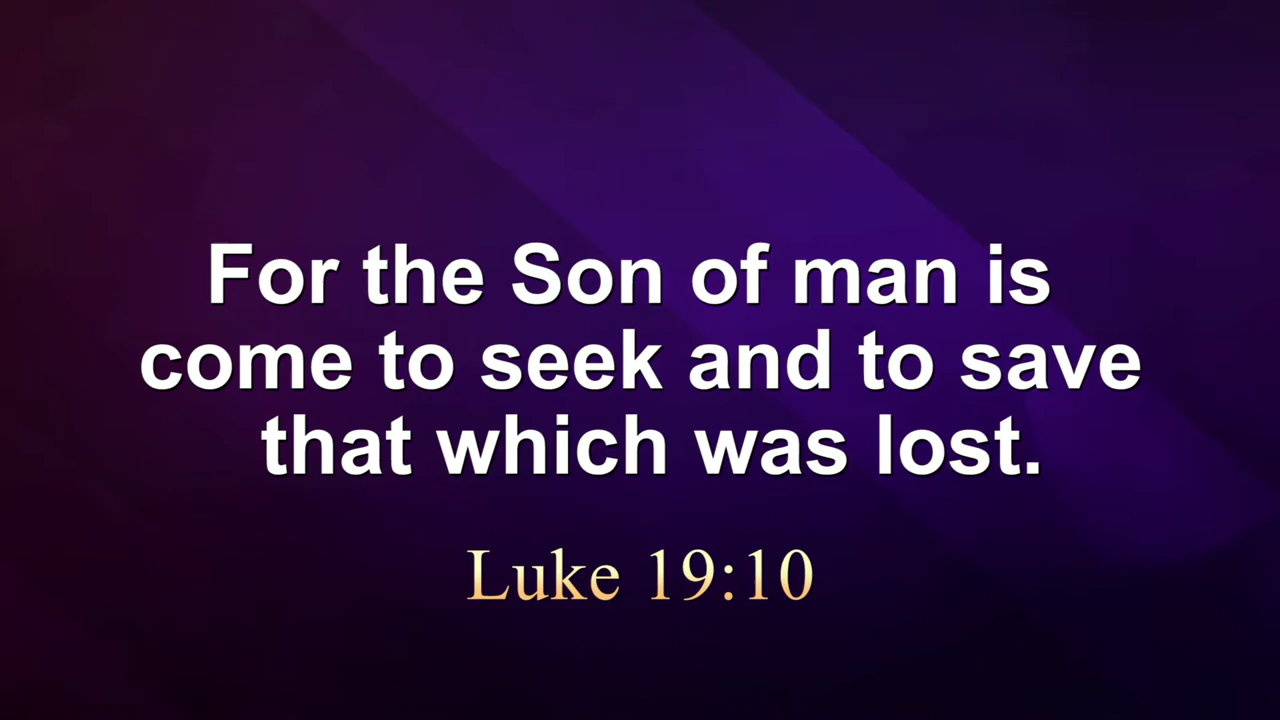 For the Son of man is
come to seek and to save
that which was lost.
Luke 19:10